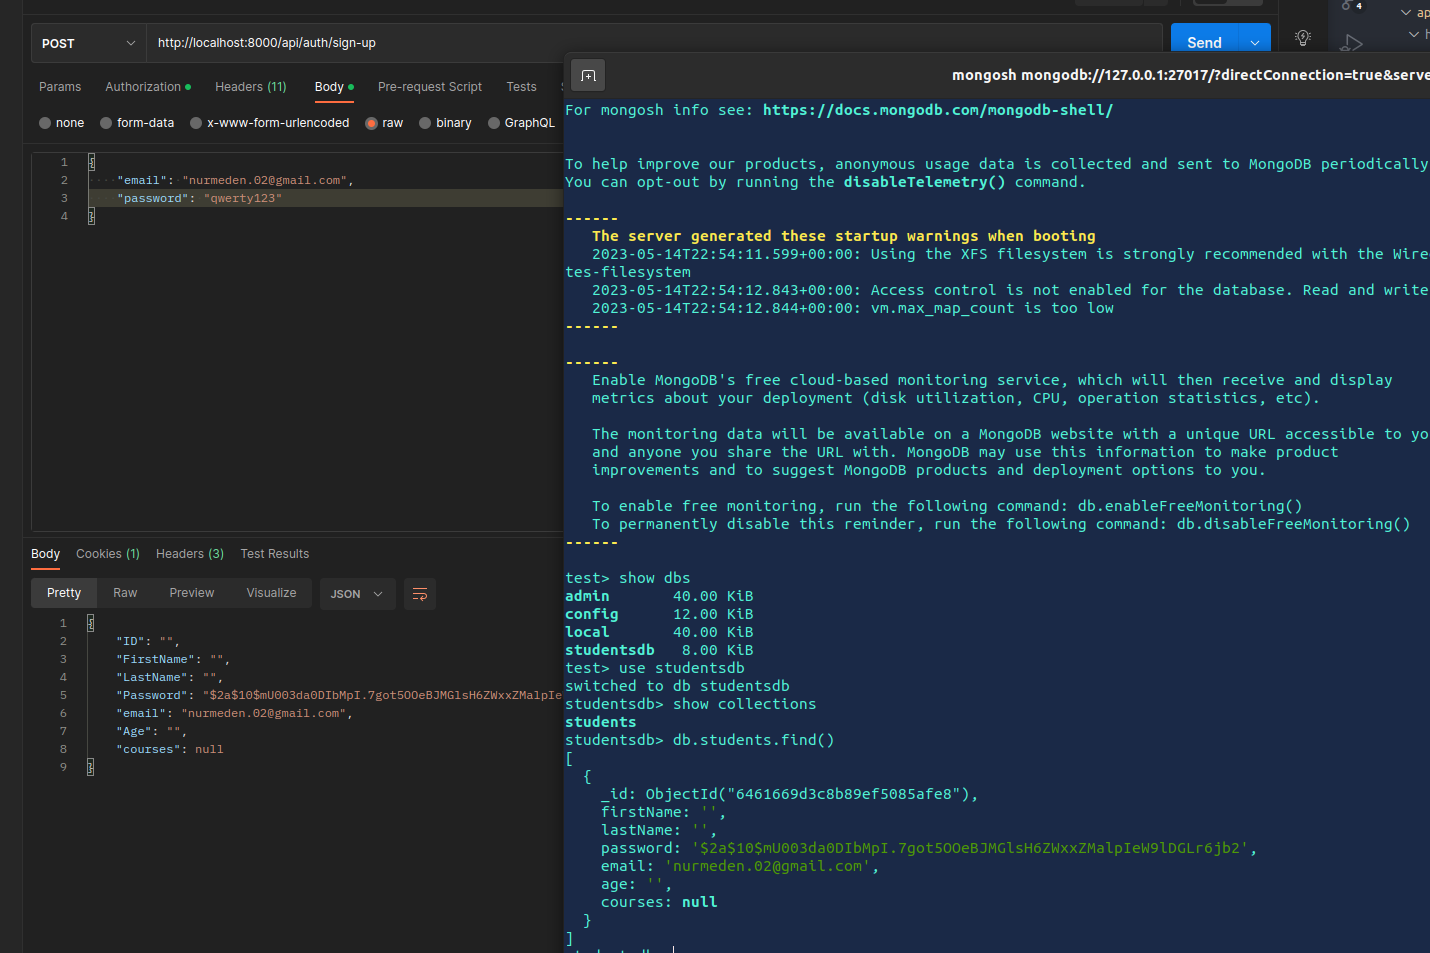 POST
http://localhost:8000/api/auth/sign-up
Send
4
ap
Params
Authorization
Headers (11)
Body
Pre-request Script
Tests
none
form-data
x-www-form-urlencoded
raw
binary
GraphQL
1 {
2 "email": "nurmeden.02@gmail.com",
3 "password": "qwerty123"
4 }
Body
Cookies (1)
Headers (3)
Test Results
Pretty
Raw
Preview
Visualize
JSON
1 {
2 "ID": "",
3 "FirstName": "",
4 "LastName": "",
5 "Password": "$2a$10$mU003da0DIbMpI.7got5OOeBJMGlsH6ZWxxZMalpIe
6 "email": "nurmeden.02@gmail.com",
7 "Age": "",
8 "courses": null
9 }
mongosh mongodb://127.0.0.1:27017/?directConnection=true&serve
For mongosh info see: https://docs.mongodb.com/mongodb-shell/
To help improve our products, anonymous usage data is collected and sent to MongoDB periodically
You can opt-out by running the disableTelemetry() command.
------
The server generated these startup warnings when booting
2023-05-14T22:54:11.599+00:00: Using the XFS filesystem is strongly recommended with the Wire
tes-filesystem
2023-05-14T22:54:12.843+00:00: Access control is not enabled for the database. Read and write
2023-05-14T22:54:12.844+00:00: vm.max_map_count is too low
------
------
Enable MongoDB's free cloud-based monitoring service, which will then receive and display
metrics about your deployment (disk utilization, CPU, operation statistics, etc).
The monitoring data will be available on a MongoDB website with a unique URL accessible to yo
and anyone you share the URL with. MongoDB may use this information to make product
improvements and to suggest MongoDB products and deployment options to you.
To enable free monitoring, run the following command: db.enableFreeMonitoring()
To permanently disable this reminder, run the following command: db.disableFreeMonitoring()
------
test> show dbs
admin 40.00 KiB
config 12.00 KiB
local 40.00 KiB
studentsdb 8.00 KiB
test> use studentsdb
switched to db studentsdb
studentsdb> show collections
students
studentsdb> db.students.find()
[
{
_id: ObjectId("6461669d3c8b89ef5085afe8"),
firstName: '',
lastName: '',
password: '$2a$10$mU003da0DIbMpI.7got5OOeBJMGlsH6ZWxxZMalpIeW9lDGLr6jb2',
email: 'nurmeden.02@gmail.com',
age: '',
courses: null
}
]